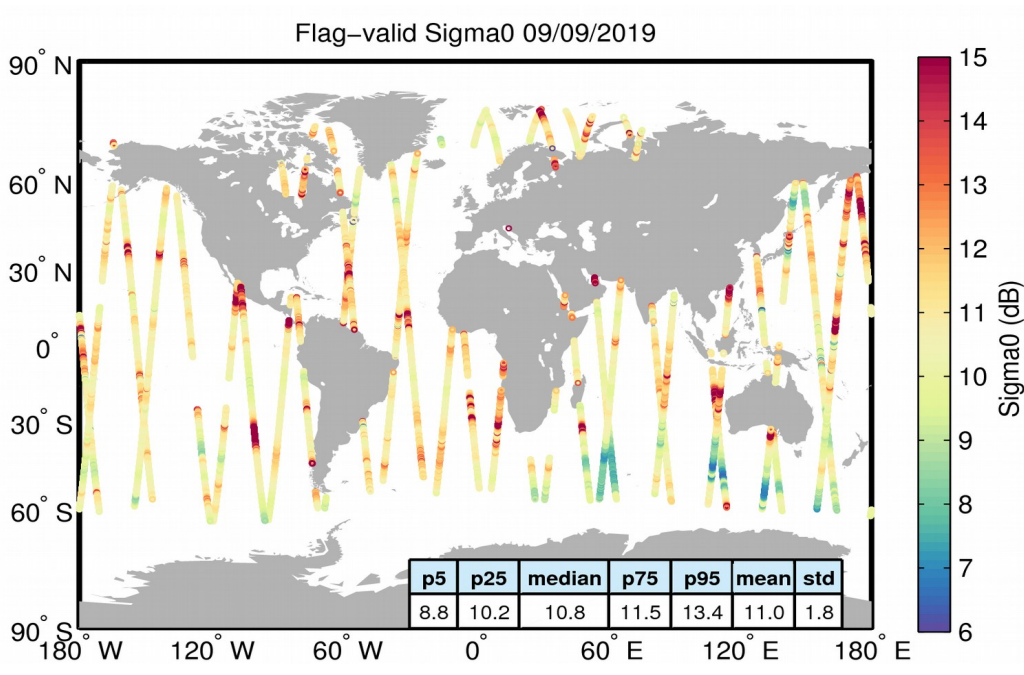 Flag−valid Sigma0 09/09/2019
90° N
60° N
30° N
0°
30° S
60° S
90° S
180° W 120° W 60° W 0° 60° E 120° E 180° E
p5 p25 median p75 p95 mean std
8.8 10.2 10.8 11.5 13.4 11.0 1.8
15
14
13
12
11
10
9
8
7
6
Sigma0 (dB)